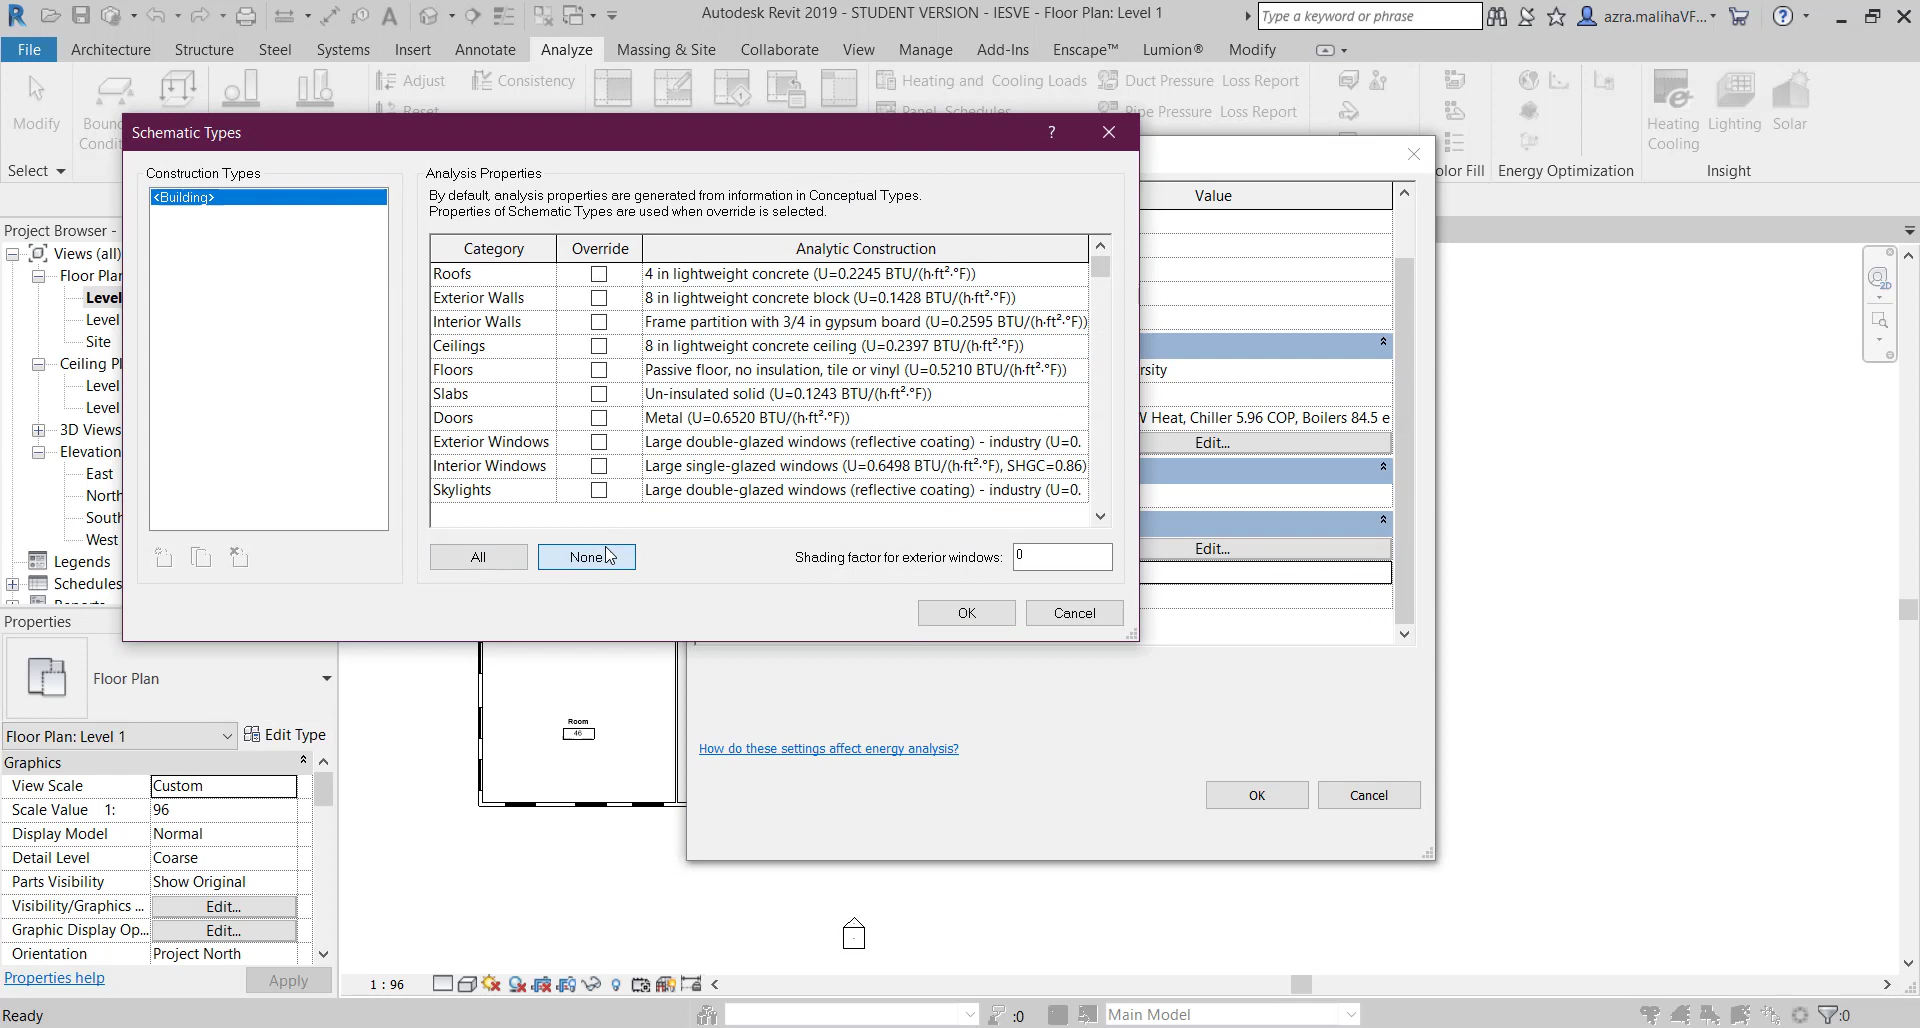 Autodesk Revit 2019 - STUDENT VERSION - IESVE - Floor Plan: Level 1
Type a keyword or phrase
azra.malihaVF...
File Architecture Structure Steel Systems Insert Annotate Analyze Massing & Site Collaborate View Manage Add-Ins Enscape™ Lumion® Modify
Adjust Consistency Heating and Cooling Loads Duct Pressure Loss Report
Reset Panel Schedules Pipe Pressure Loss Report
Modify Heating Lighting Solar
Cooling
Select olor Fill Energy Optimization Insight
Schematic Types
?
Construction Types
<Building>
Analysis Properties
By default, analysis properties are generated from information in Conceptual Types.
Properties of Schematic Types are used when override is selected.
Category Override Analytic Construction
Roofs 4 in lightweight concrete (U=0.2245 BTU/(h·ft²·°F))
Exterior Walls 8 in lightweight concrete block (U=0.1428 BTU/(h·ft²·°F))
Interior Walls Frame partition with 3/4 in gypsum board (U=0.2595 BTU/(h·ft²·°F))
Ceilings 8 in lightweight concrete ceiling (U=0.2397 BTU/(h·ft²·°F))
Floors Passive floor, no insulation, tile or vinyl (U=0.5210 BTU/(h·ft²·°F))
Slabs Un-insulated solid (U=0.1243 BTU/(h·ft²·°F))
Doors Metal (U=0.6520 BTU/(h·ft²·°F))
Exterior Windows Large double-glazed windows (reflective coating) - industry (U=0.
Interior Windows Large single-glazed windows (U=0.6498 BTU/(h·ft²·°F), SHGC=0.86)
Skylights Large double-glazed windows (reflective coating) - industry (U=0.
All None Shading factor for exterior windows: 0
OK Cancel
Value
rsity
W Heat, Chiller 5.96 COP, Boilers 84.5 e
Edit...
Edit...
How do these settings affect energy analysis?
OK Cancel
Project Browser -
Views (all)
Floor Plan
Level
Level
Site
Ceiling Pl
Level
Level
3D Views
Elevation
East
North
South
West
Legends
Schedules
Reports
Properties
Floor Plan
Floor Plan: Level 1 Edit Type
Graphics
View Scale Custom
Scale Value 1: 96
Display Model Normal
Detail Level Coarse
Parts Visibility Show Original
Visibility/Graphics ... Edit...
Graphic Display Op... Edit...
Orientation Project North
Properties help Apply
Room
46
1 : 96
Ready
:0
Main Model
:0